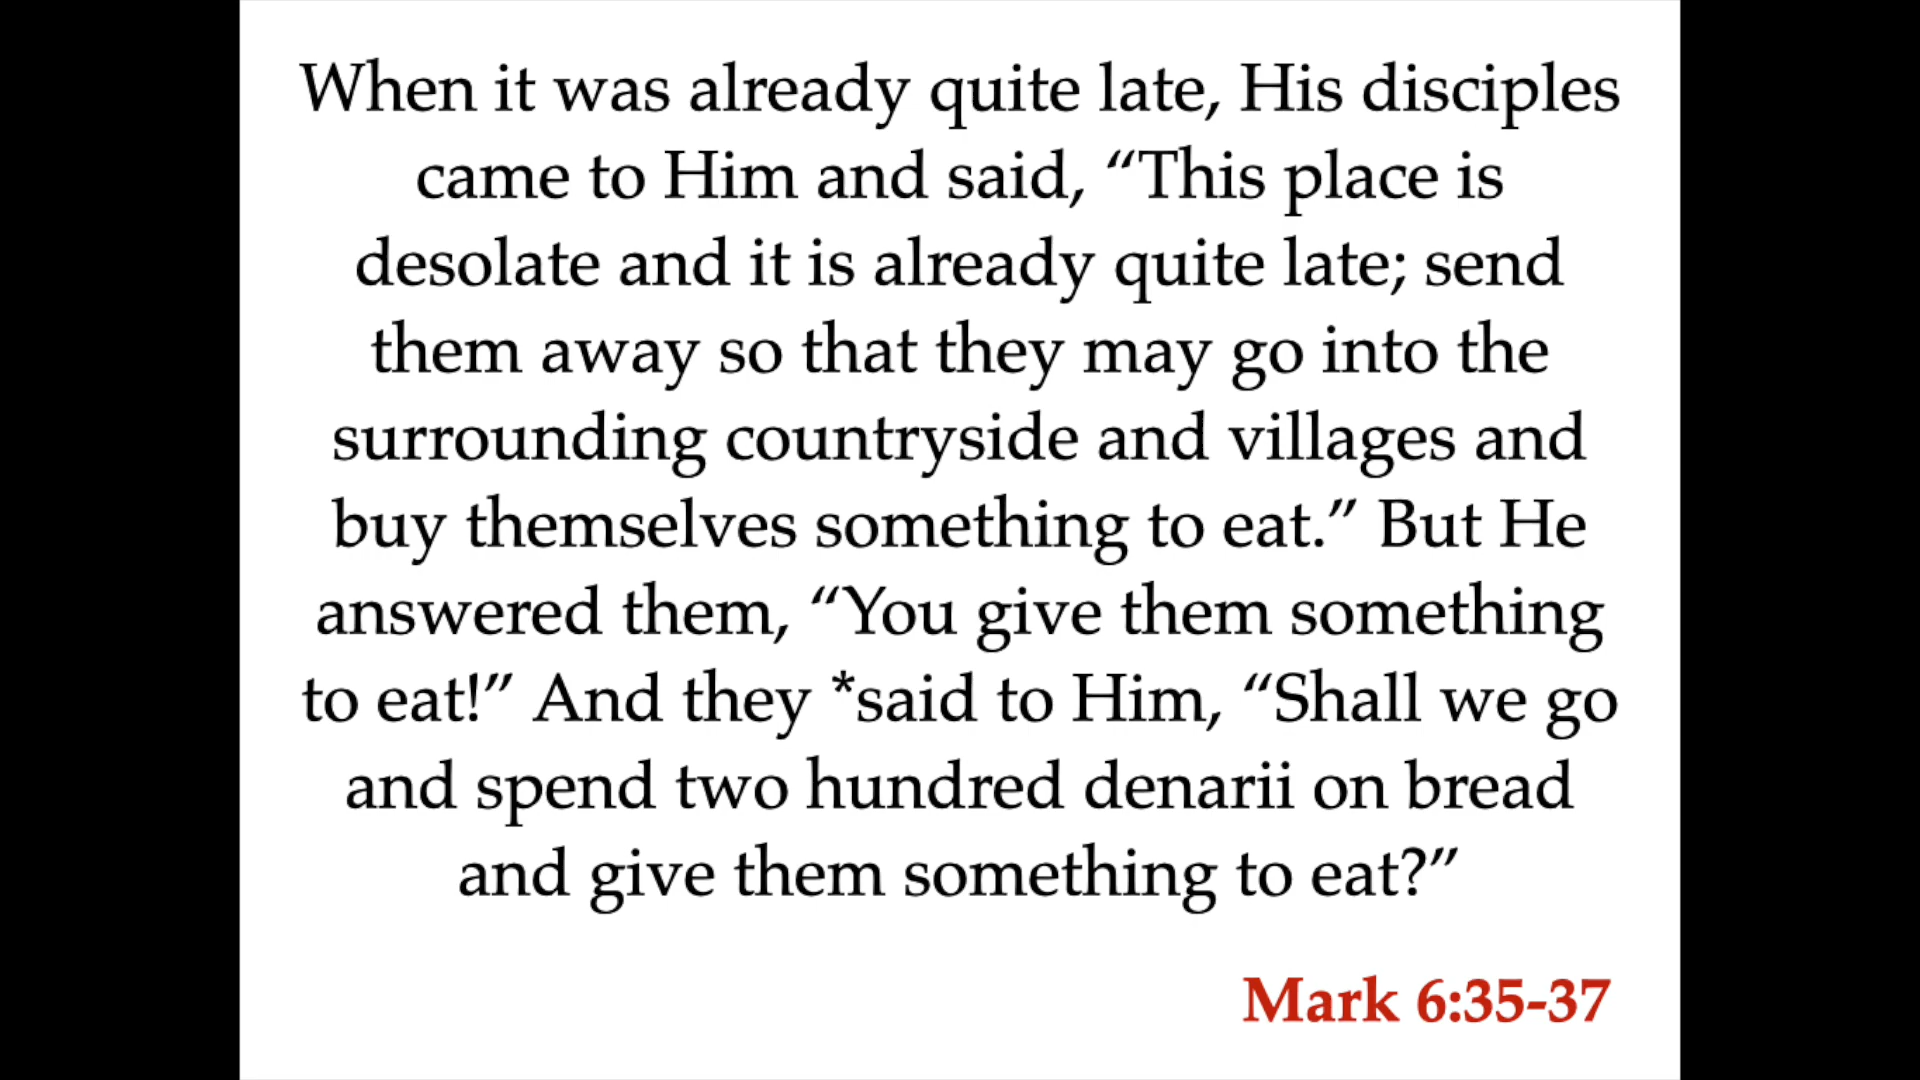 When it was already quite late, His disciples
came to Him and said, “This place is
desolate and it is already quite late; send
them away so that they may go into the
surrounding countryside and villages and
buy themselves something to eat.” But He
answered them, “You give them something
to eat!” And they *said to Him, “Shall we go
and spend two hundred denarii on bread
and give them something to eat?”
Mark 6:35-37